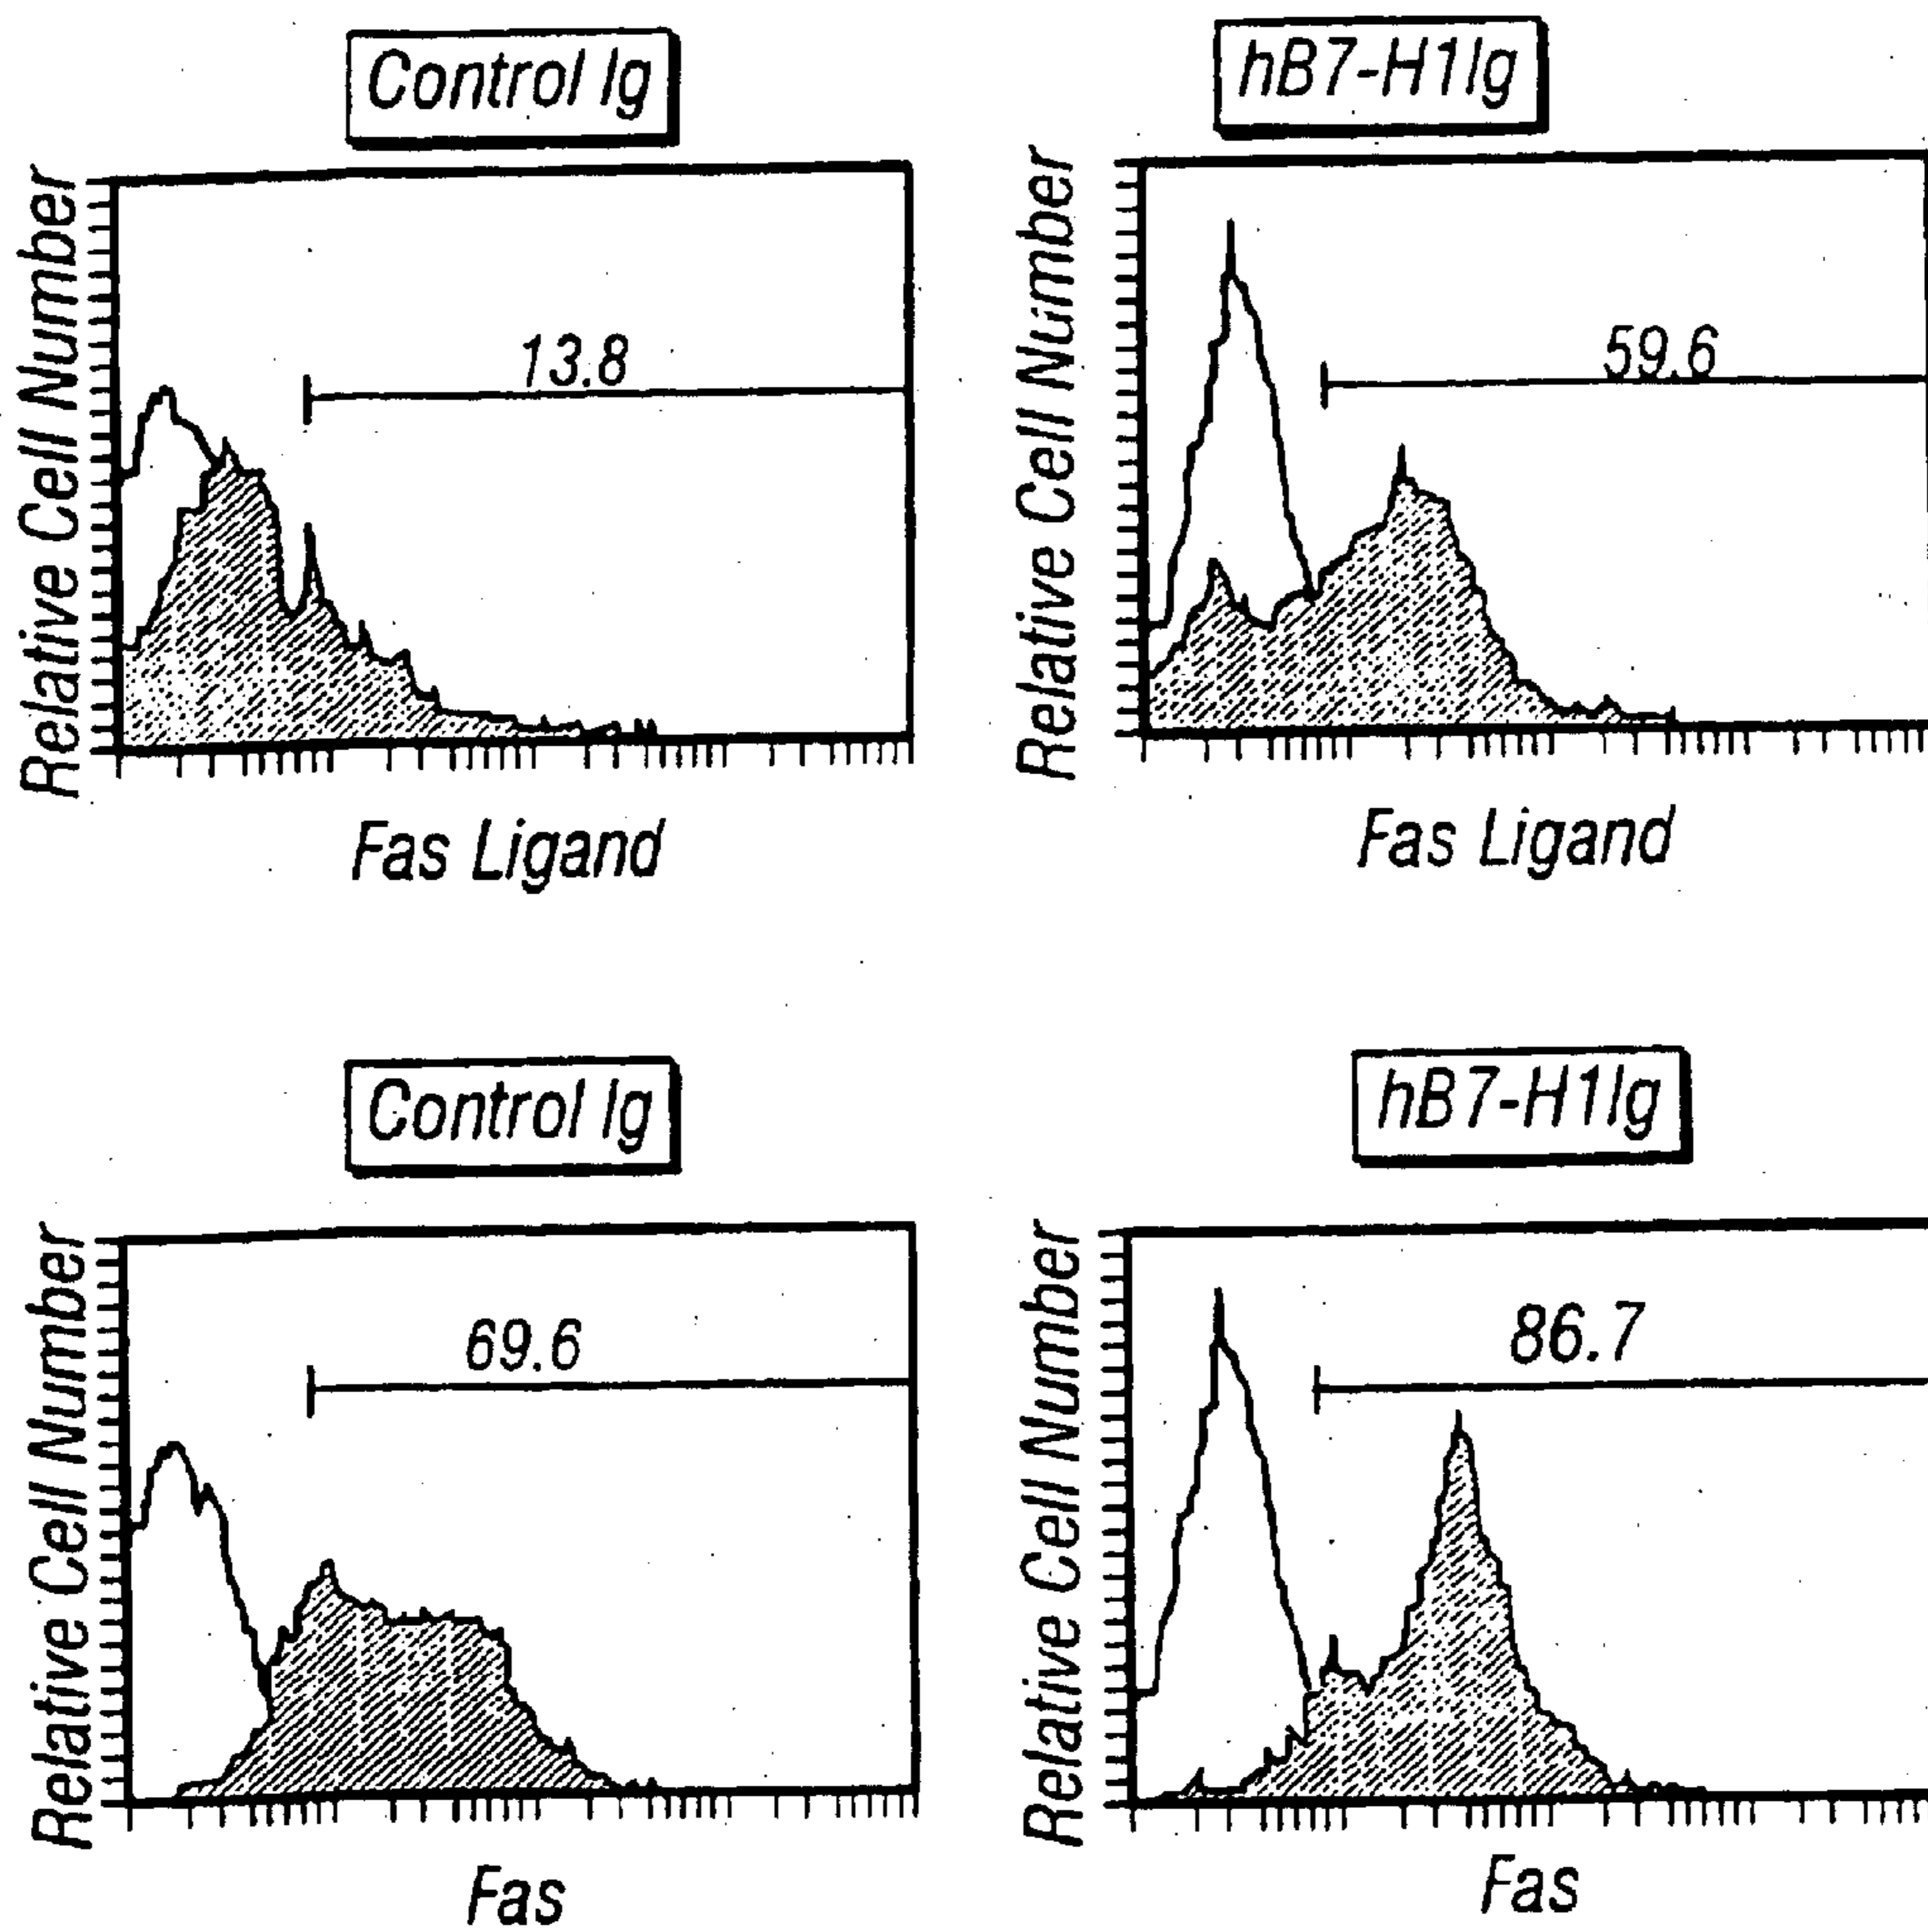 Control Ig
hB7-H1Ig
Relative Cell Number
13.8
Relative Cell Number
59.6
Fas Ligand
Fas Ligand
Control Ig
hB7-H1Ig
Relative Cell Number
69.6
Relative Cell Number
86.7
Fas
Fas